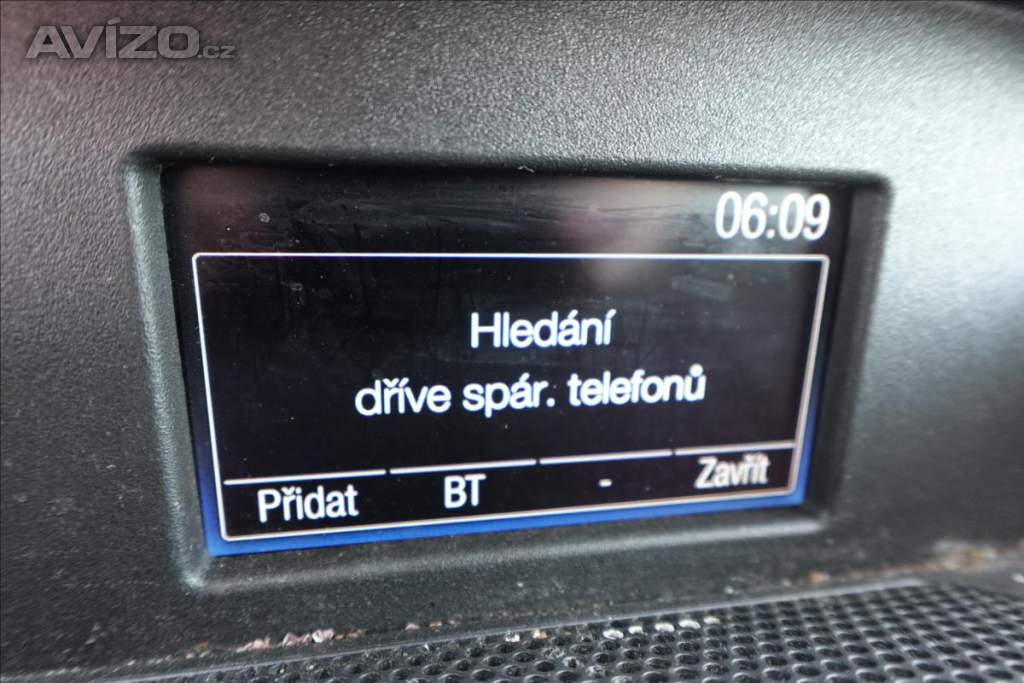 AVÍZO.cz
06:09
Hledání
dříve spár. telefonů
Přidat BT - Zavřít